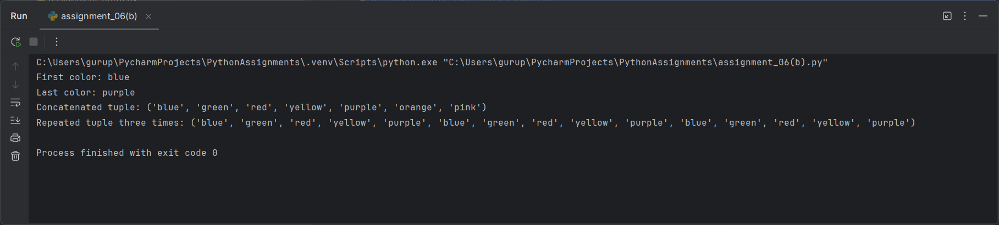 Run assignment_06(b)
C:\Users\gurup\PycharmProjects\PythonAssignments\.venv\Scripts\python.exe "C:\Users\gurup\PycharmProjects\PythonAssignments\assignment_06(b).py"
First color: blue
Last color: purple
Concatenated tuple: ('blue', 'green', 'red', 'yellow', 'purple', 'orange', 'pink')
Repeated tuple three times: ('blue', 'green', 'red', 'yellow', 'purple', 'blue', 'green', 'red', 'yellow', 'purple', 'blue', 'green', 'red', 'yellow', 'purple')
Process finished with exit code 0